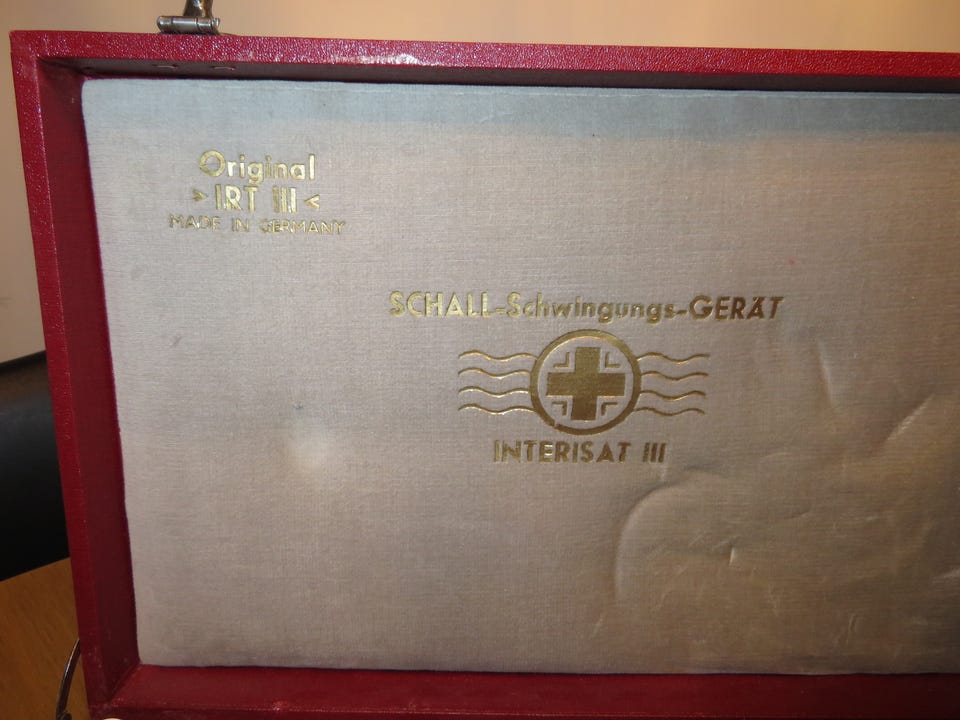 Original
>IRT III<
MADE IN GERMANY
SCHALL-Schwingungs-GERÄT
INTERISAT III